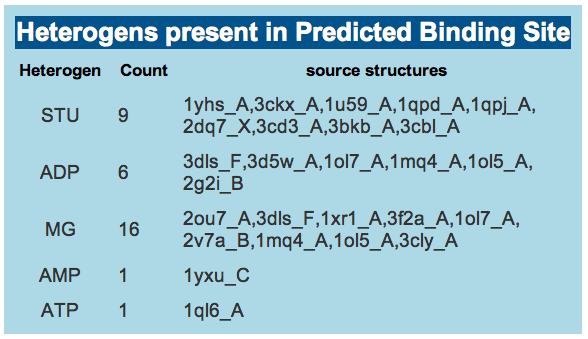 Heterogens present in Predicted Binding Site
Heterogen Count source structures
STU 9 1yhs_A,3ckx_A,1u59_A,1qpd_A,1qpj_A,
2dq7_X,3cd3_A,3bkb_A,3cbl_A
ADP 6 3dls_F,3d5w_A,1ol7_A,1mq4_A,1ol5_A,
2g2i_B
MG 16 2ou7_A,3dls_F,1xr1_A,3f2a_A,1ol7_A,
2v7a_B,1mq4_A,1ol5_A,3cly_A
AMP 1 1yxu_C
ATP 1 1ql6_A